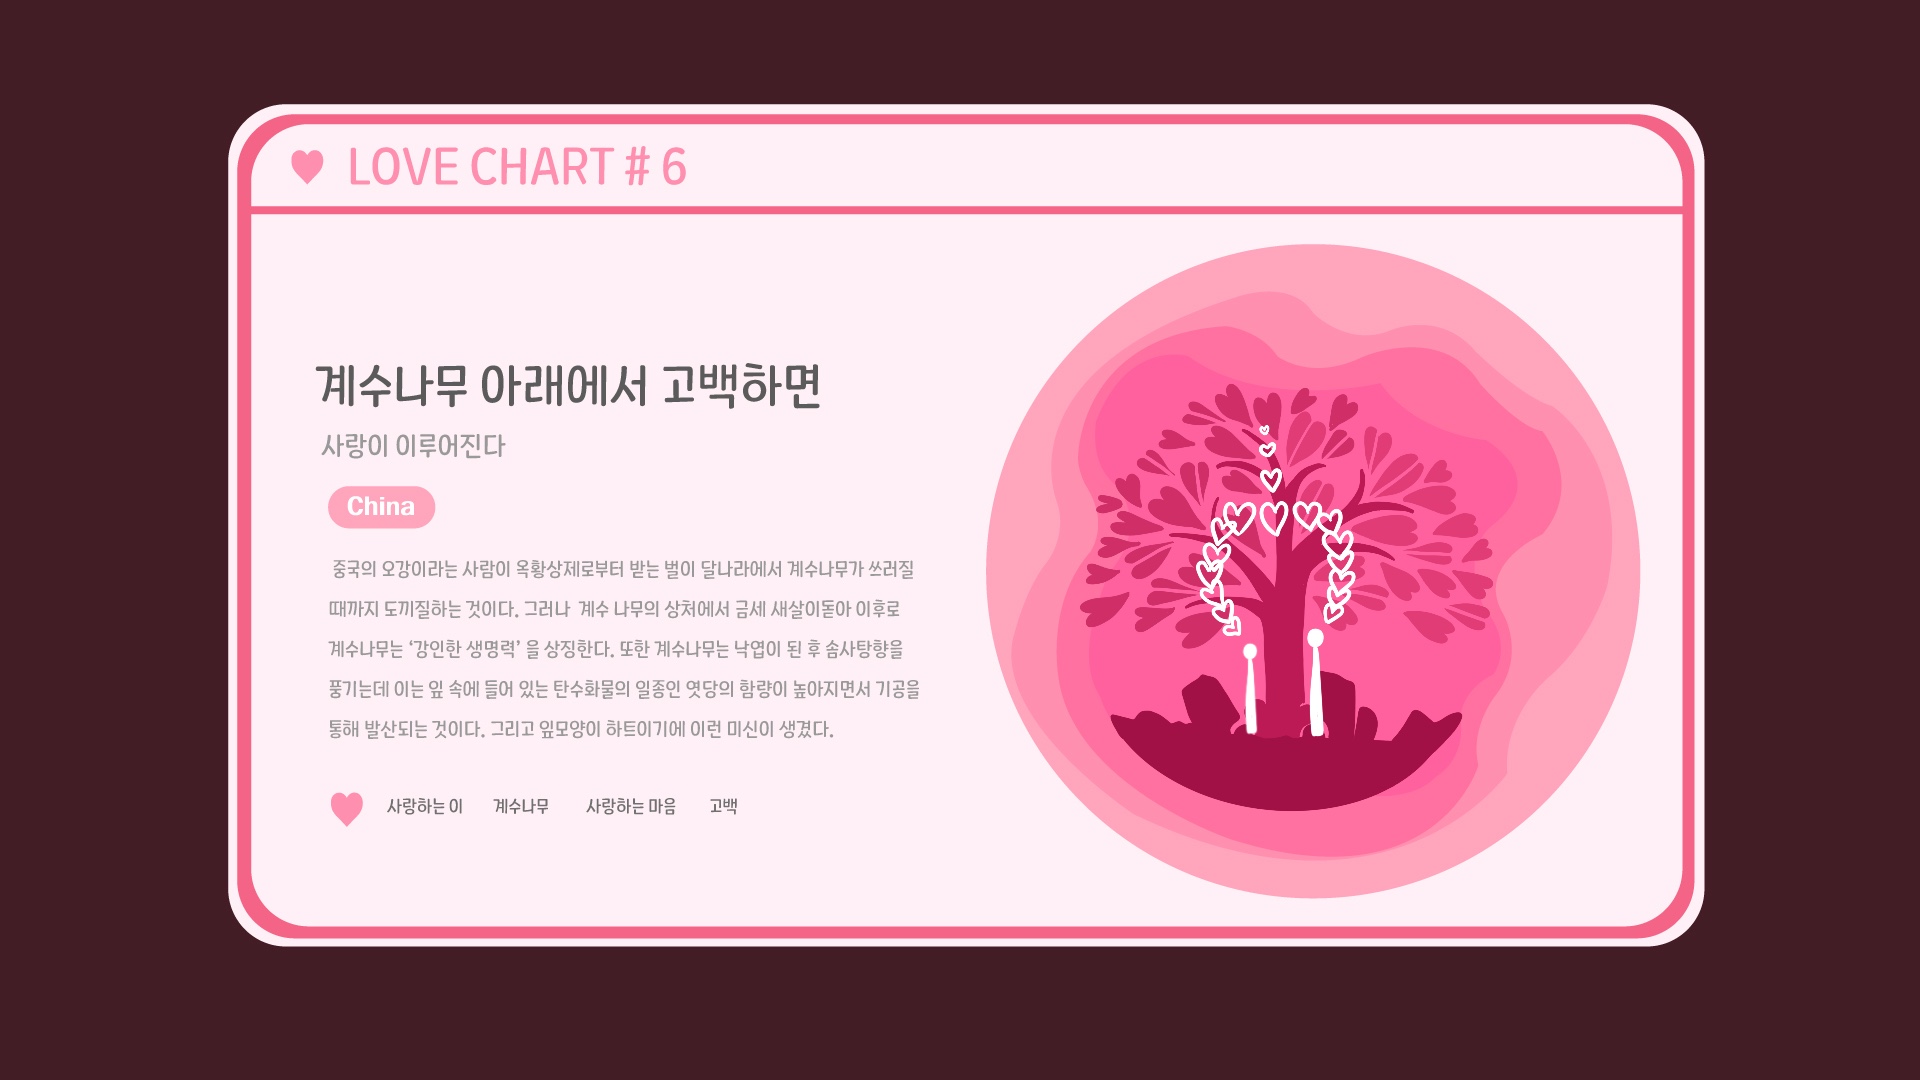 LOVE CHART # 6
계수나무 아래에서 고백하면
사랑이 이루어진다
China
중국의 오강이라는 사람이 옥황상제로부터 받는 벌이 달나라에서 계수나무가 쓰러질
때까지 도끼질하는 것이다. 그러나 계수 나무의 상처에서 금세 새살이돋아 이후로
계수나무는 ‘강인한 생명력’ 을 상징한다. 또한 계수나무는 낙엽이 된 후 솜사탕향을
풍기는데 이는 잎 속에 들어 있는 탄수화물의 일종인 엿당의 함량이 높아지면서 기공을
통해 발산되는 것이다. 그리고 잎모양이 하트이기에 이런 미신이 생겼다.
사랑하는 이 계수나무 사랑하는 마음 고백